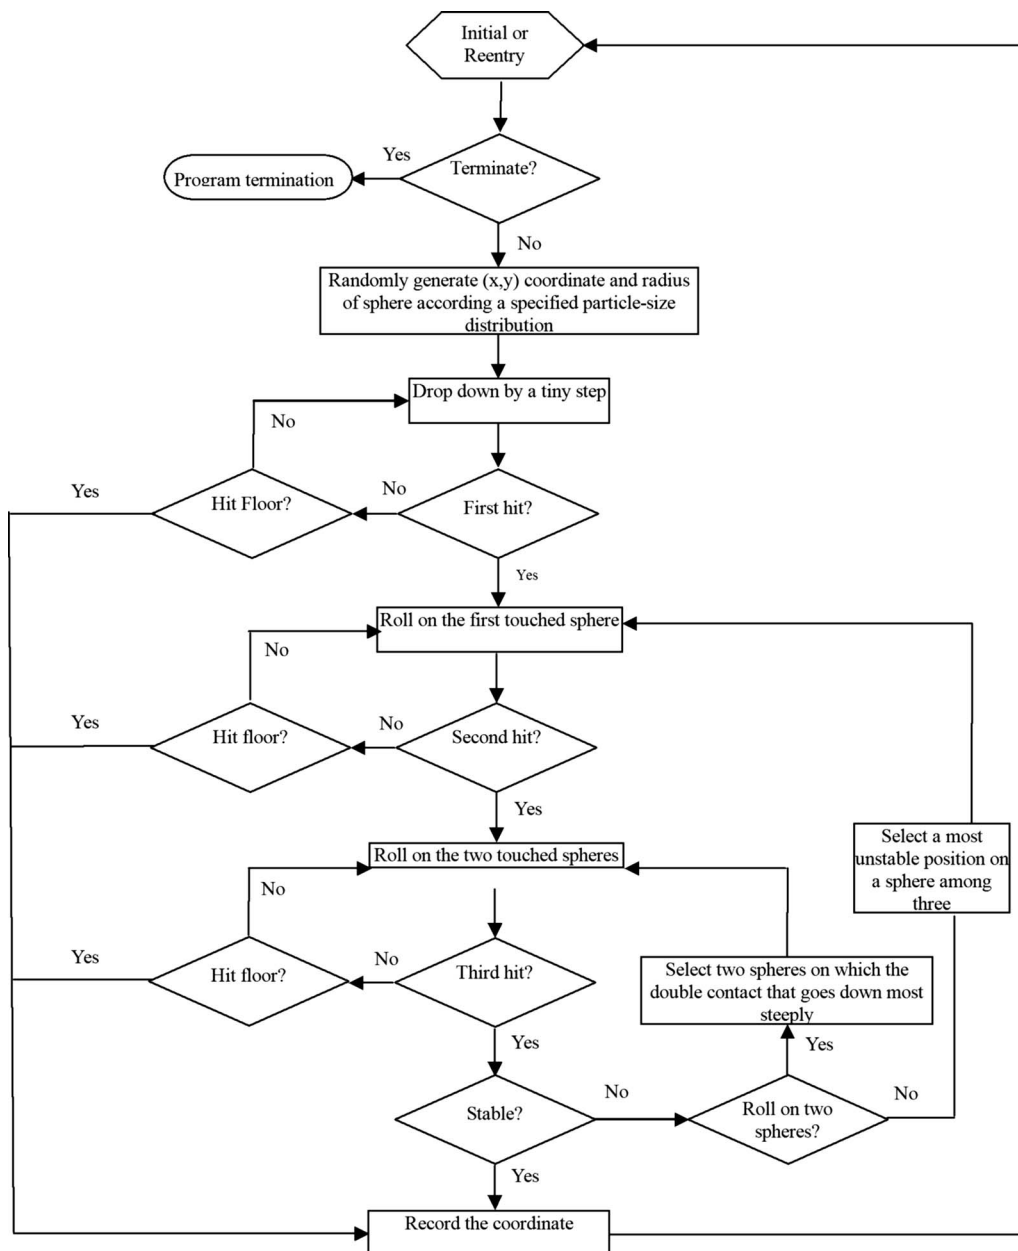 Initial or
Reentry
Yes
Terminate?
Program termination
No
Randomly generate (x,y) coordinate and radius
of sphere according a specified particle-size
distribution
Drop down by a tiny step
No
Yes
Hit Floor?
No
First hit?
Yes
Roll on the first touched sphere
No
Yes
Hit floor?
No
Second hit?
Yes
Roll on the two touched spheres
Select a most
unstable position on
a sphere among
three
No
Yes
Hit floor?
No
Third hit?
Select two spheres on which the
double contact that goes down most
steeply
Yes
Yes
Stable?
No
Roll on two
spheres?
No
Yes
Record the coordinate